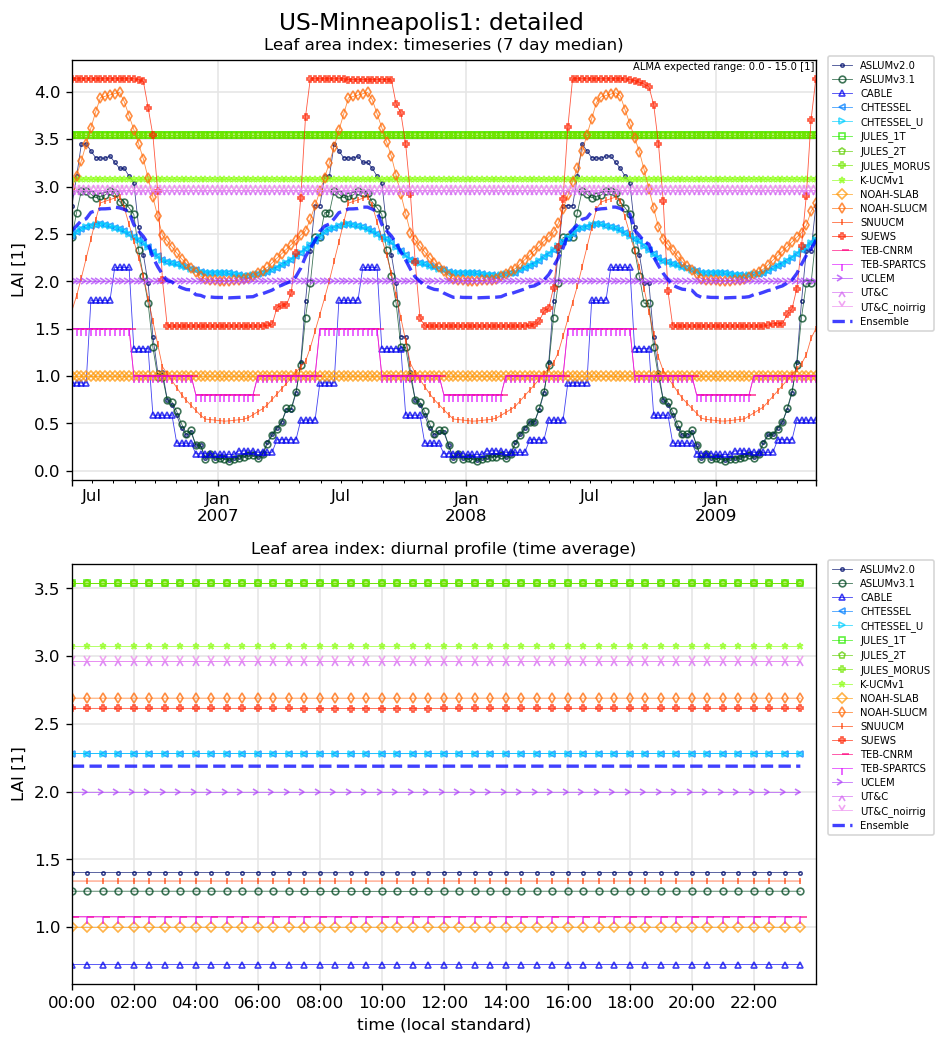 US-Minneapolis1: detailed
Leaf area index: timeseries (7 day median)
ALMA expected range: 0.0 - 15.0 [1]
LAI [1]
4.0
3.5
3.0
2.5
2.0
1.5
1.0
0.5
0.0
Jul
Jan
2007
Jul
Jan
2008
Jul
Jan
2009
ASLUMv2.0
ASLUMv3.1
CABLE
CHTESSEL
CHTESSEL_U
JULES_1T
JULES_2T
JULES_MORUS
K-UCMv1
NOAH-SLAB
NOAH-SLUCM
SNUUCM
SUEWS
TEB-CNRM
TEB-SPARTCS
UCLEM
UT&C
UT&C_noirrig
Ensemble
Leaf area index: diurnal profile (time average)
LAI [1]
3.5
3.0
2.5
2.0
1.5
1.0
00:00 02:00 04:00 06:00 08:00 10:00 12:00 14:00 16:00 18:00 20:00 22:00
time (local standard)
ASLUMv2.0
ASLUMv3.1
CABLE
CHTESSEL
CHTESSEL_U
JULES_1T
JULES_2T
JULES_MORUS
K-UCMv1
NOAH-SLAB
NOAH-SLUCM
SNUUCM
SUEWS
TEB-CNRM
TEB-SPARTCS
UCLEM
UT&C
UT&C_noirrig
Ensemble